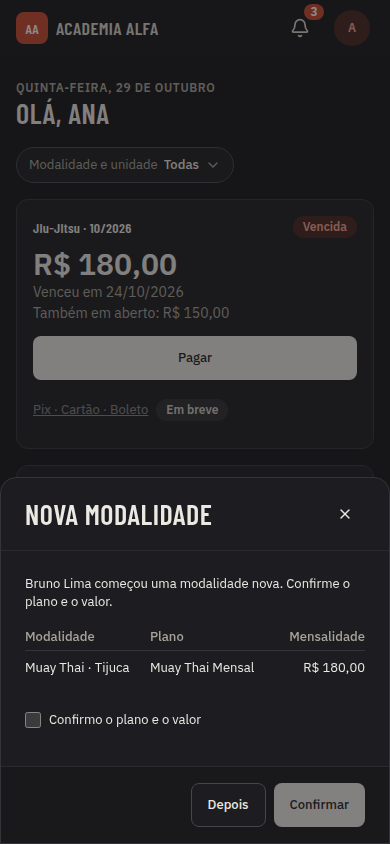 AA ACADEMIA ALFA 3 A
QUINTA-FEIRA, 29 DE OUTUBRO
OLÁ, ANA
Modalidade e unidade Todas
Jiu-Jitsu · 10/2026 Vencida
R$ 180,00
Venceu em 24/10/2026
Também em aberto: R$ 150,00
Pagar
Pix · Cartão · Boleto Em breve
NOVA MODALIDADE
Bruno Lima começou uma modalidade nova. Confirme o
plano e o valor.
Modalidade Plano Mensalidade
Muay Thai · Tijuca Muay Thai Mensal R$ 180,00
Confirmo o plano e o valor
Depois Confirmar